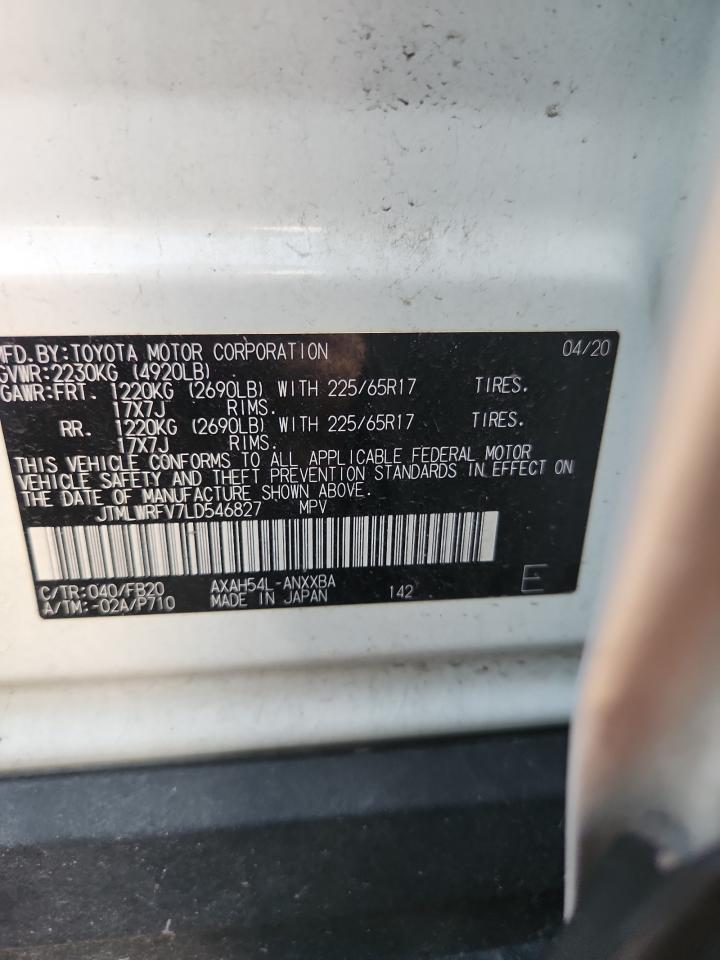 MFD.BY:TOYOTA MOTOR CORPORATION 04/20
GVWR:2230KG (4920LB)
GAWR:FRT. 1220KG (2690LB) WITH 225/65R17 TIRES.
17X7J RIMS.
RR. 1220KG (2690LB) WITH 225/65R17 TIRES.
17X7J RIMS.
THIS VEHICLE CONFORMS TO ALL APPLICABLE FEDERAL MOTOR
VEHICLE SAFETY AND THEFT PREVENTION STANDARDS IN EFFECT ON
THE DATE OF MANUFACTURE SHOWN ABOVE.
JTMLWRFV7LD546827 MPV
C/TR:040/FB20 AXAH54L-ANXXBA E
A/TM:-02A/P710 MADE IN JAPAN 142